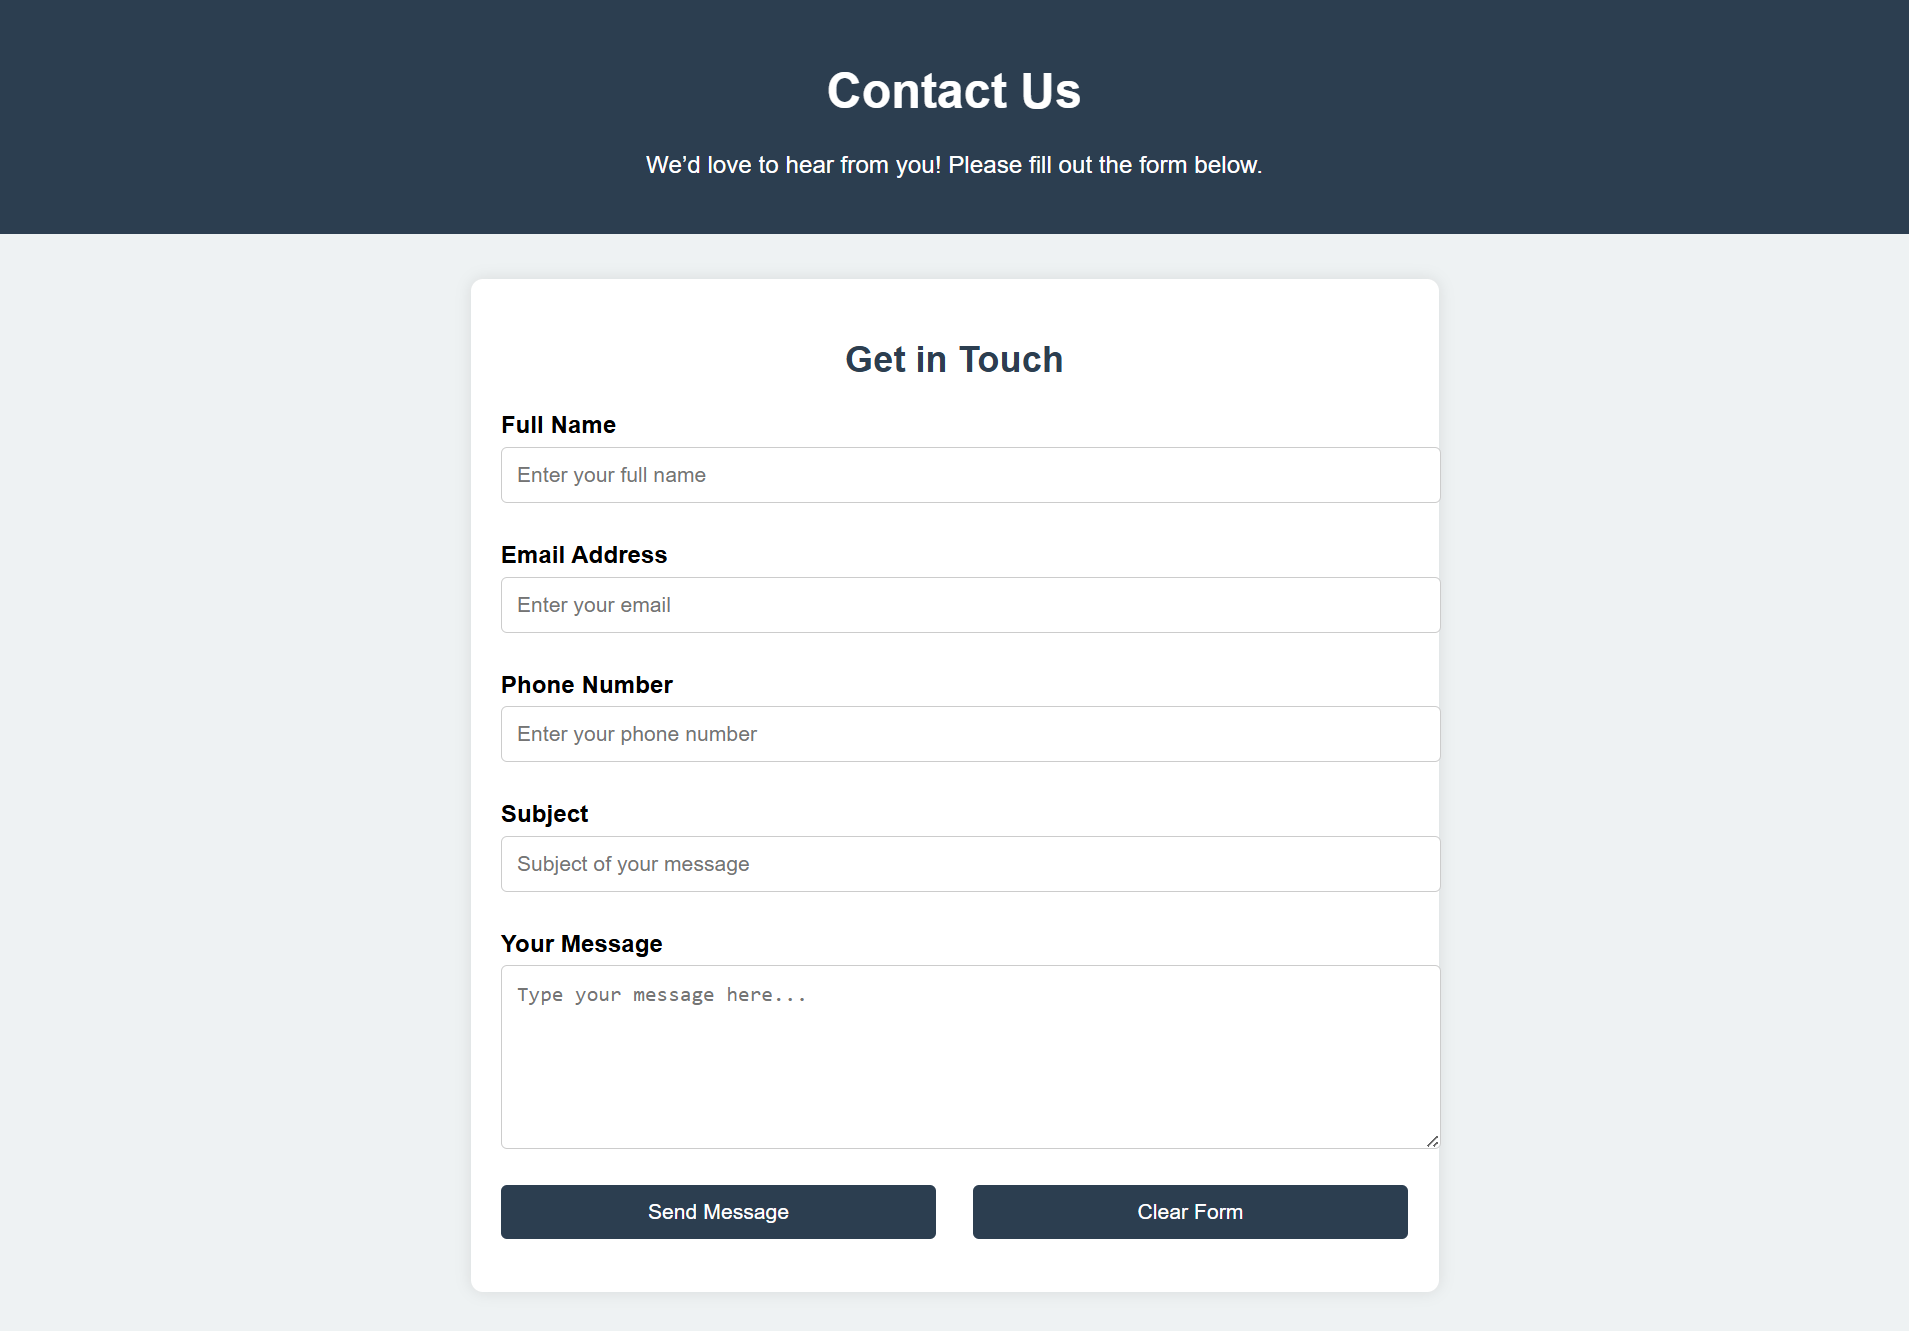 Contact Us
We’d love to hear from you! Please fill out the form below.
Get in Touch
Full Name
Enter your full name
Email Address
Enter your email
Phone Number
Enter your phone number
Subject
Subject of your message
Your Message
Type your message here...
Send Message
Clear Form